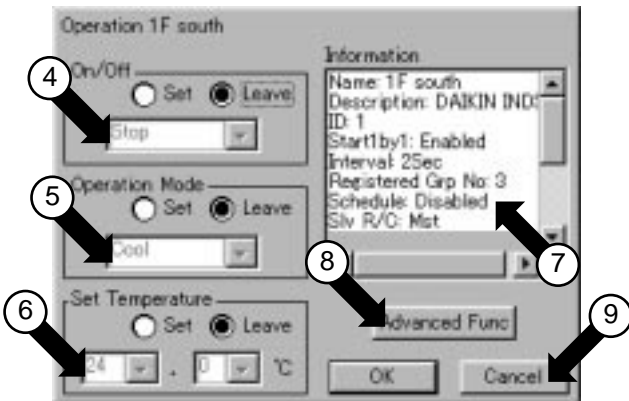 Operation 1F south
On/Off
Set Leave
Stop
4
Operation Mode
Set Leave
Cool
5
Set Temperature
Set Leave
24 . 0 °C
6
Information
Name: 1F south
Description: DAIKIN IND
ID: 1
Start1by1: Enabled
Interval: 2Sec
Registered Grp No: 3
Schedule: Disabled
Slv R/C: Mst
7
8
Advanced Func
9
OK Cancel